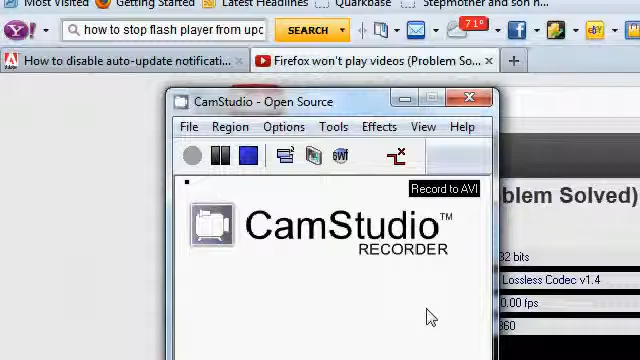 Most Visited Getting Started Latest Headlines Quarkbase Stepmother and son
Y! how to stop flash player from upd SEARCH 71°
How to disable auto-update notificati... Firefox won't play videos (Problem So...
CamStudio - Open Source
File Region Options Tools Effects View Help
Record to AVI
CamStudio™
RECORDER
blem Solved)
32 bits
Lossless Codec v1.4
0.00 fps
360